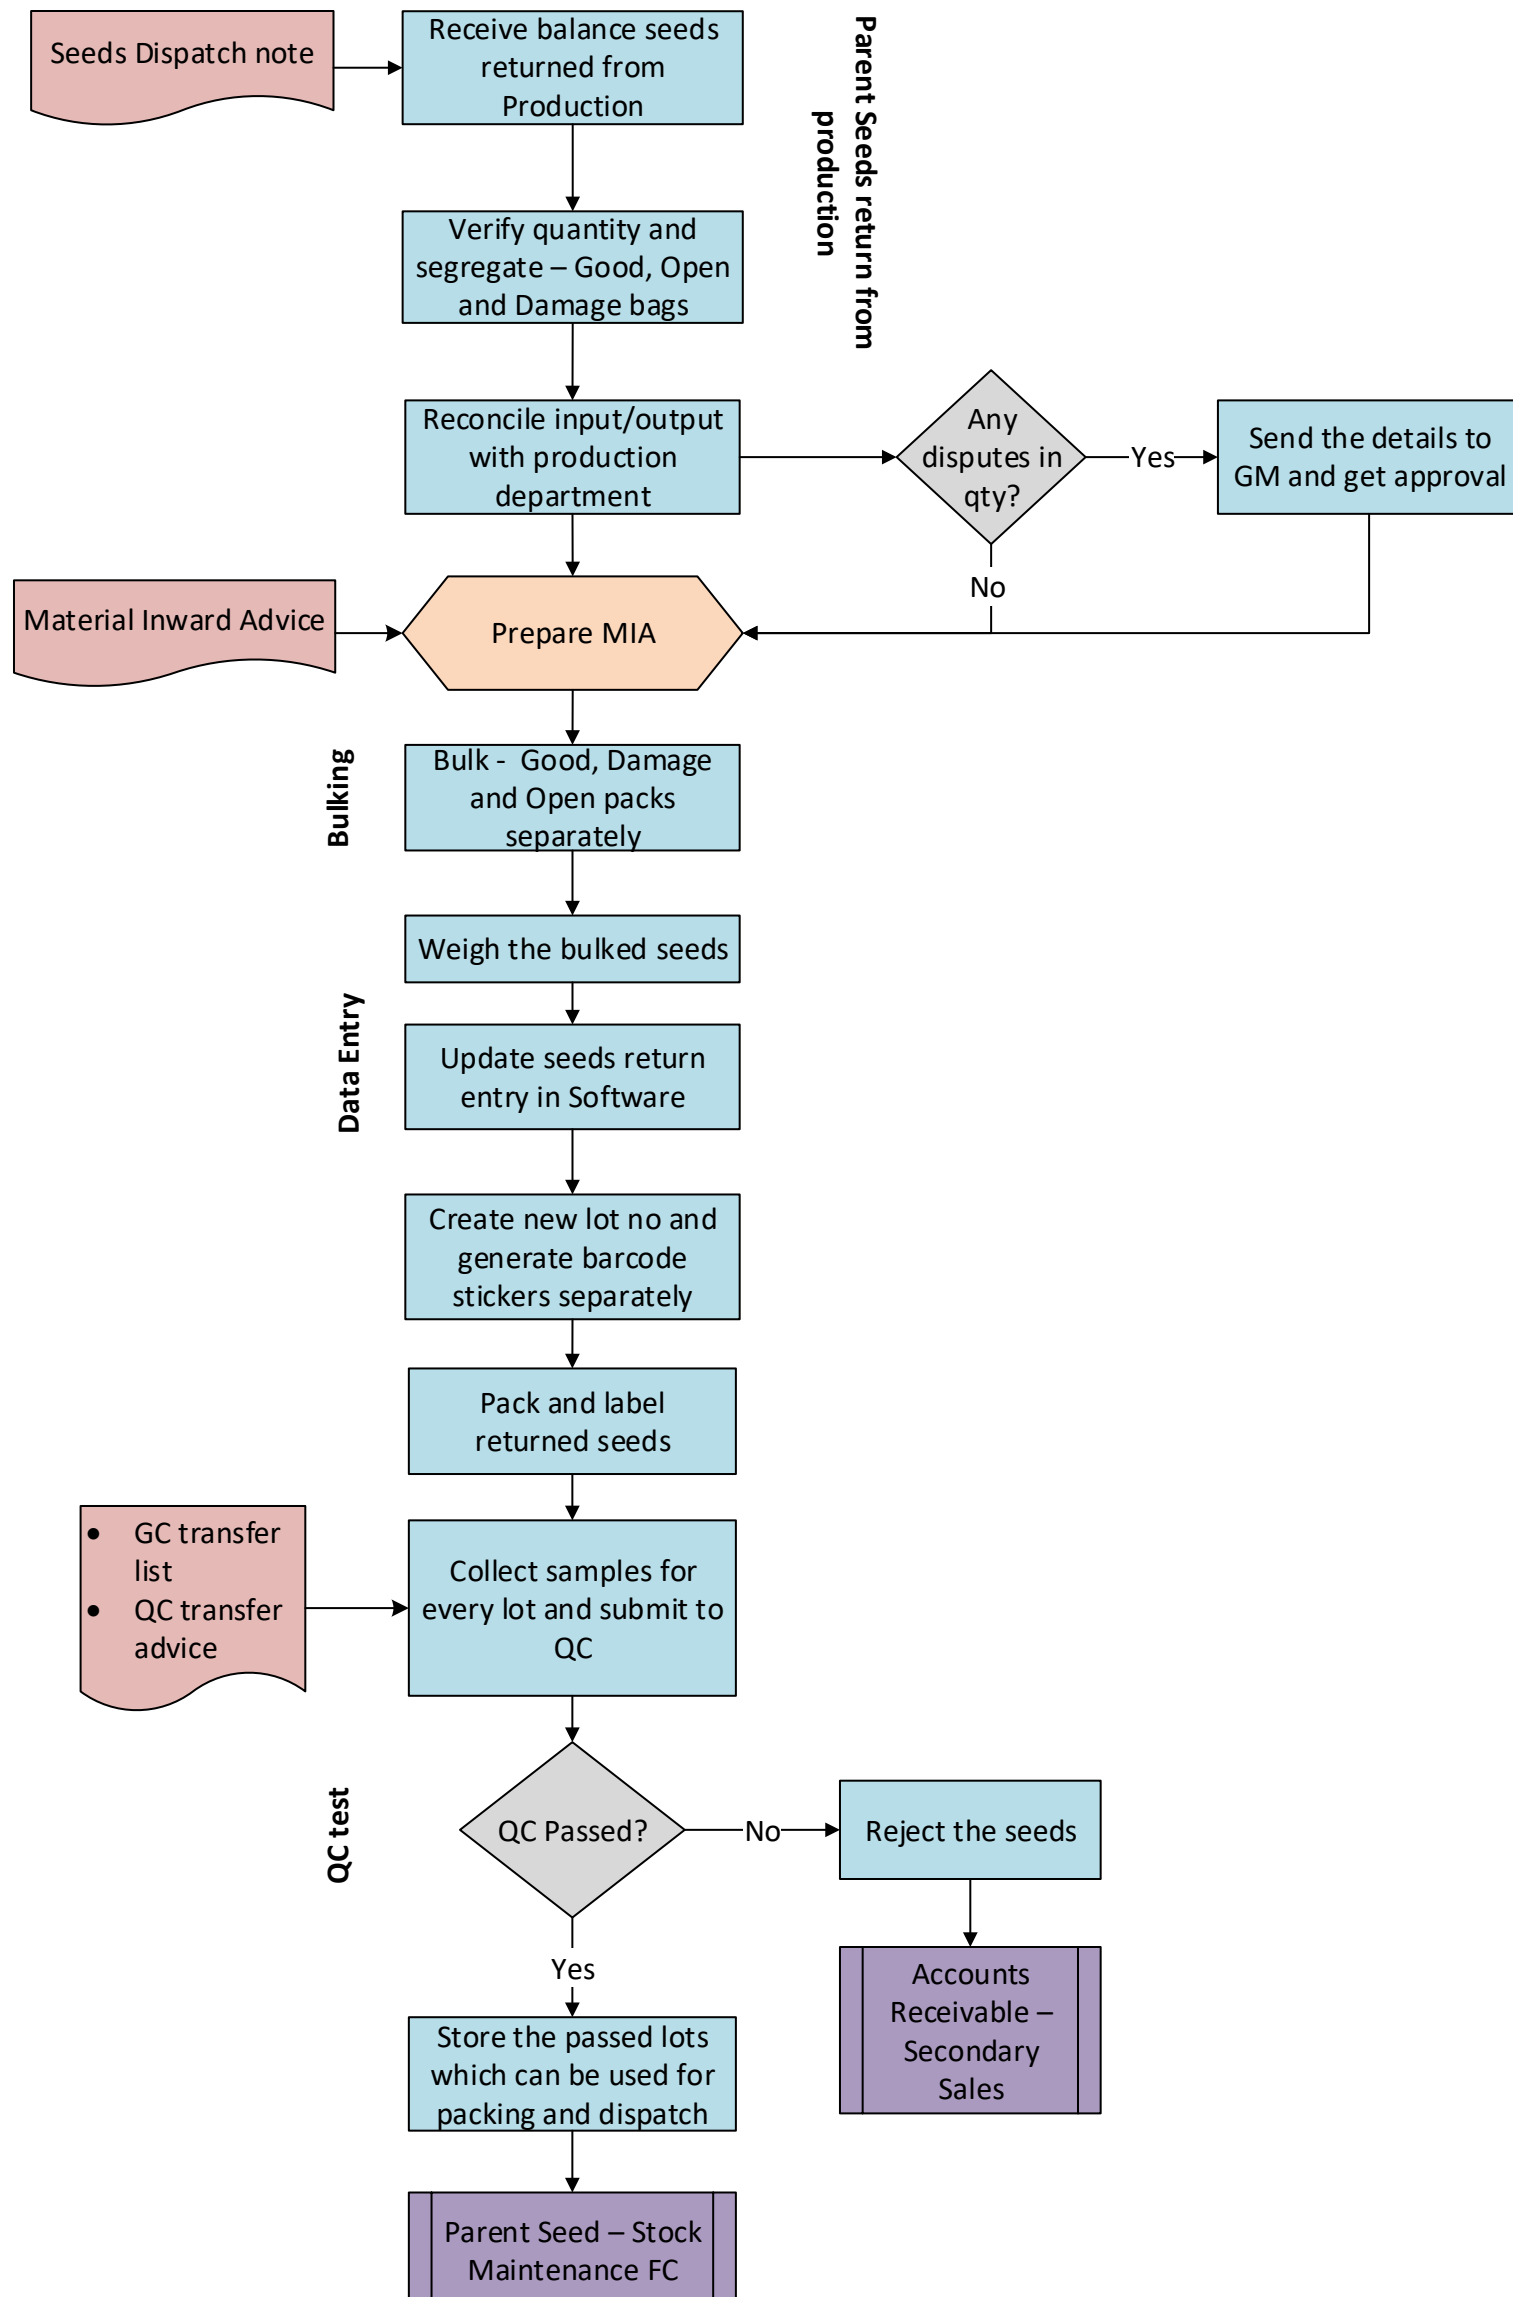 Seeds Dispatch note
Receive balance seeds
returned from
Production
Parent Seeds return from
production
Verify quantity and
segregate – Good, Open
and Damage bags
Reconcile input/output
with production
department
Any
disputes in
qty?
Yes
Send the details to
GM and get approval
No
Material Inward Advice
Prepare MIA
Bulking
Bulk - Good, Damage
and Open packs
separately
Weigh the bulked seeds
Data Entry
Update seeds return
entry in Software
Create new lot no and
generate barcode
stickers separately
Pack and label
returned seeds
• GC transfer
list
• QC transfer
advice
Collect samples for
every lot and submit to
QC
QC test
QC Passed?
No
Reject the seeds
Yes
Accounts
Receivable –
Secondary
Sales
Store the passed lots
which can be used for
packing and dispatch
Parent Seed – Stock
Maintenance FC